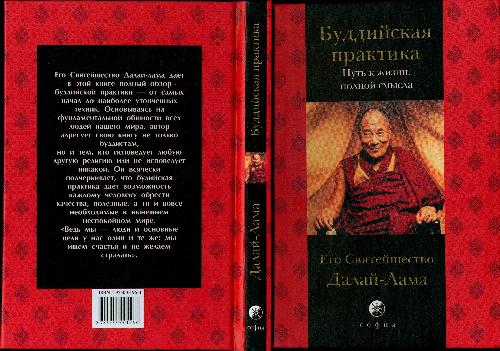 Его Святейшество Далай-лама дает
в этой книге полный обзор
буддийской практики — от самых
начал до наиболее утонченных
техник. Основываясь на
фундаментальной общности всех
людей нашего мира, автор
адресует свою книгу не только
буддистам,
но и тем, кто исповедует любую
другую религию или не исповедует
никакой. Он всячески
подчеркивает, что будийская
практика дает возможность
каждому человеку обрести
качества, полезные, а то и вовсе
необходимые в нынешнем
неспокойном мире.
«Ведь мы — люди и основные
цели у нас одни и те же: мы
ищем счастья и не желаем
страдать».
Далай-Лама
Буддийская практика
Буддийская
практика
Путь к жизни,
полной смысла
Его Святейшество
Далай-Лама
СОФИЯ